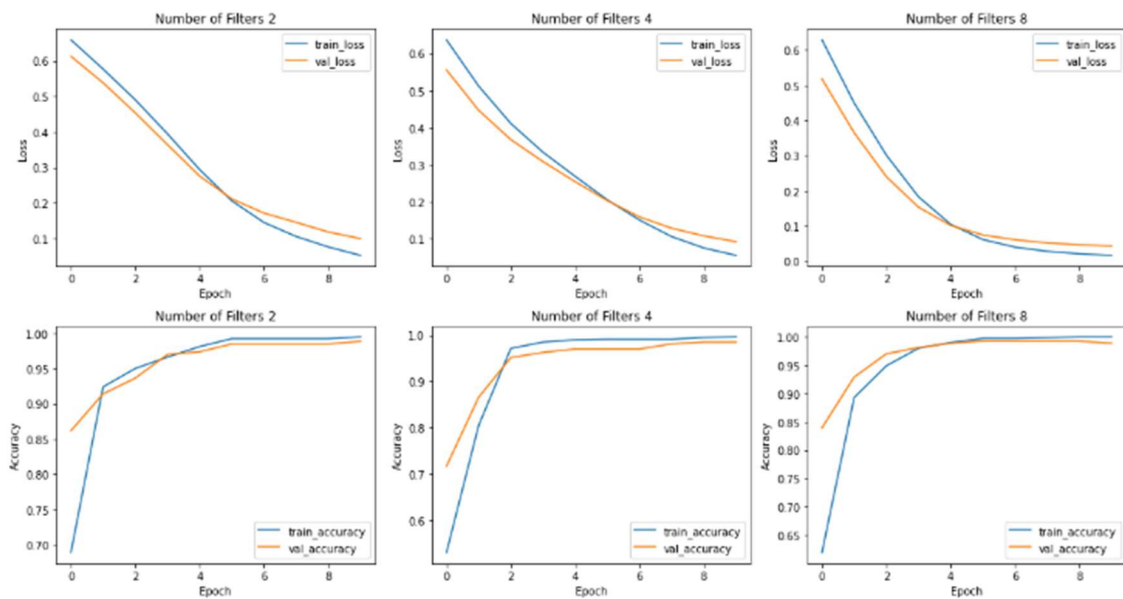 Number of Filters 2
Number of Filters 4
Number of Filters 8
train_loss
val_loss
train_loss
val_loss
train_loss
val_loss
Loss
0.6
0.5
0.4
0.3
0.2
0.1
Loss
0.6
0.5
0.4
0.3
0.2
0.1
Loss
0.6
0.5
0.4
0.3
0.2
0.1
0.0
0 2 4 6 8
0 2 4 6 8
0 2 4 6 8
Epoch
Epoch
Epoch
Number of Filters 2
Number of Filters 4
Number of Filters 8
Accuracy
1.00
0.95
0.90
0.85
0.80
0.75
0.70
Accuracy
1.0
0.9
0.8
0.7
0.6
Accuracy
1.00
0.95
0.90
0.85
0.80
0.75
0.70
0.65
train_accuracy
val_accuracy
train_accuracy
val_accuracy
train_accuracy
val_accuracy
0 2 4 6 8
0 2 4 6 8
0 2 4 6 8
Epoch
Epoch
Epoch